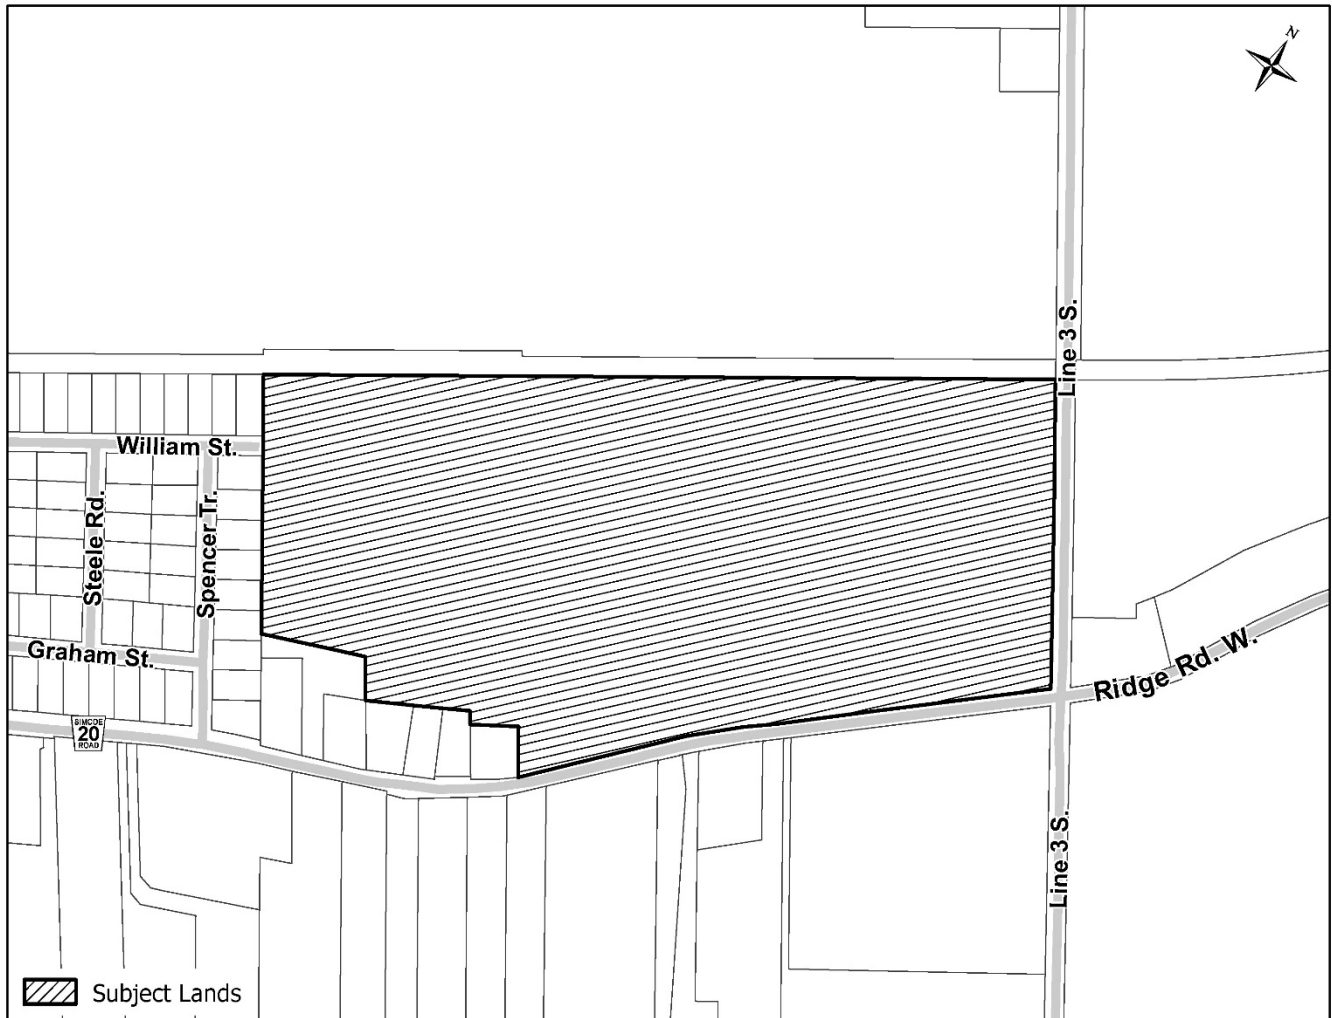 N
Line 3 S.
William St.
Steele Rd.
Spencer Tr.
Graham St.
Ridge Rd. W.
SIMCOE
20
ROAD
Line 3 S.
Subject Lands